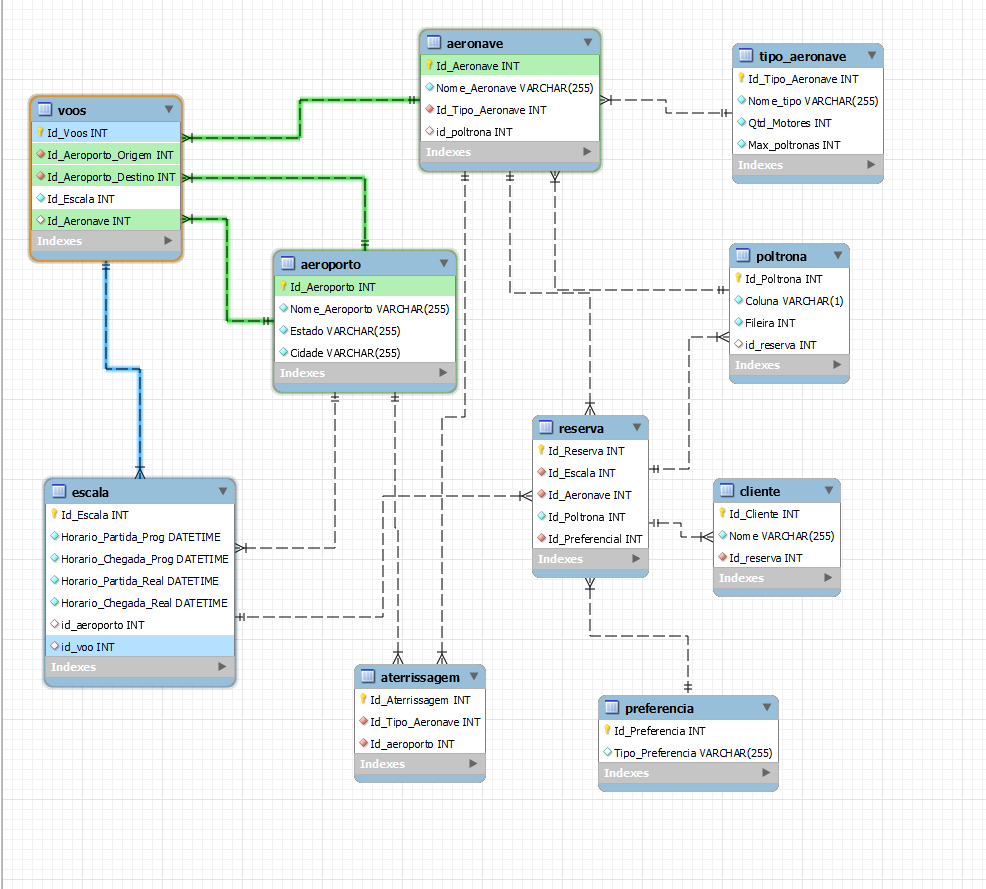 aeronave
Id_Aeronave INT
Nome_Aeronave VARCHAR(255)
Id_Tipo_Aeronave INT
id_poltrona INT
Indexes
tipo_aeronave
Id_Tipo_Aeronave INT
Nome_tipo VARCHAR(255)
Qtd_Motores INT
Max_poltronas INT
Indexes
voos
Id_Voos INT
Id_Aeroporto_Origem INT
Id_Aeroporto_Destino INT
Id_Escala INT
Id_Aeronave INT
Indexes
aeroporto
Id_Aeroporto INT
Nome_Aeroporto VARCHAR(255)
Estado VARCHAR(255)
Cidade VARCHAR(255)
Indexes
poltrona
Id_Poltrona INT
Coluna VARCHAR(1)
Fileira INT
id_reserva INT
Indexes
reserva
Id_Reserva INT
Id_Escala INT
Id_Aeronave INT
Id_Poltrona INT
Id_Preferencial INT
Indexes
cliente
Id_Cliente INT
Nome VARCHAR(255)
Id_reserva INT
Indexes
escala
Id_Escala INT
Horario_Partida_Prog DATETIME
Horario_Chegada_Prog DATETIME
Horario_Partida_Real DATETIME
Horario_Chegada_Real DATETIME
id_aeroporto INT
id_voo INT
Indexes
aterrissagem
Id_Aterrissagem INT
Id_Tipo_Aeronave INT
Id_aeroporto INT
Indexes
preferencia
Id_Preferencia INT
Tipo_Preferencia VARCHAR(255)
Indexes